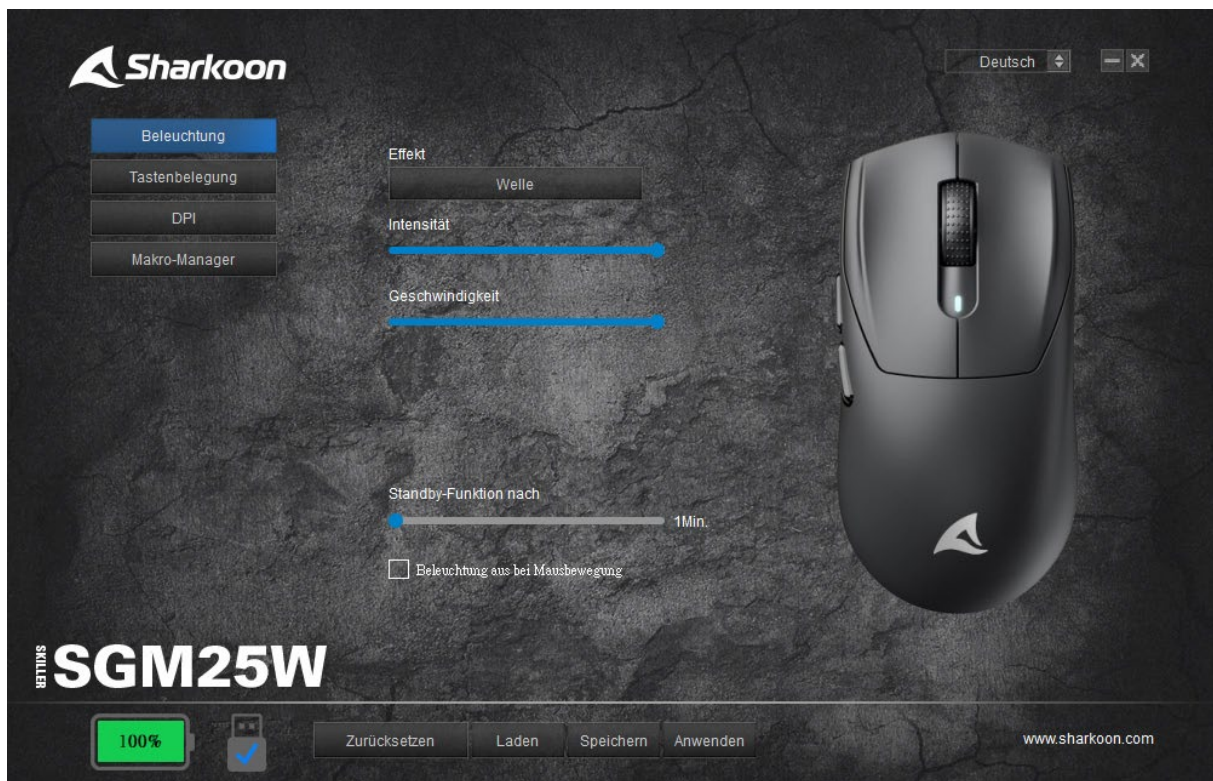 Sharkoon
Deutsch
Beleuchtung
Tastenbelegung
DPI
Makro-Manager
Effekt
Welle
Intensität
Geschwindigkeit
Standby-Funktion nach
1Min.
Beleuchtung aus bei Mausbewegung
SKILLER
SGM25W
100%
Zurücksetzen
Laden
Speichern
Anwenden
www.sharkoon.com